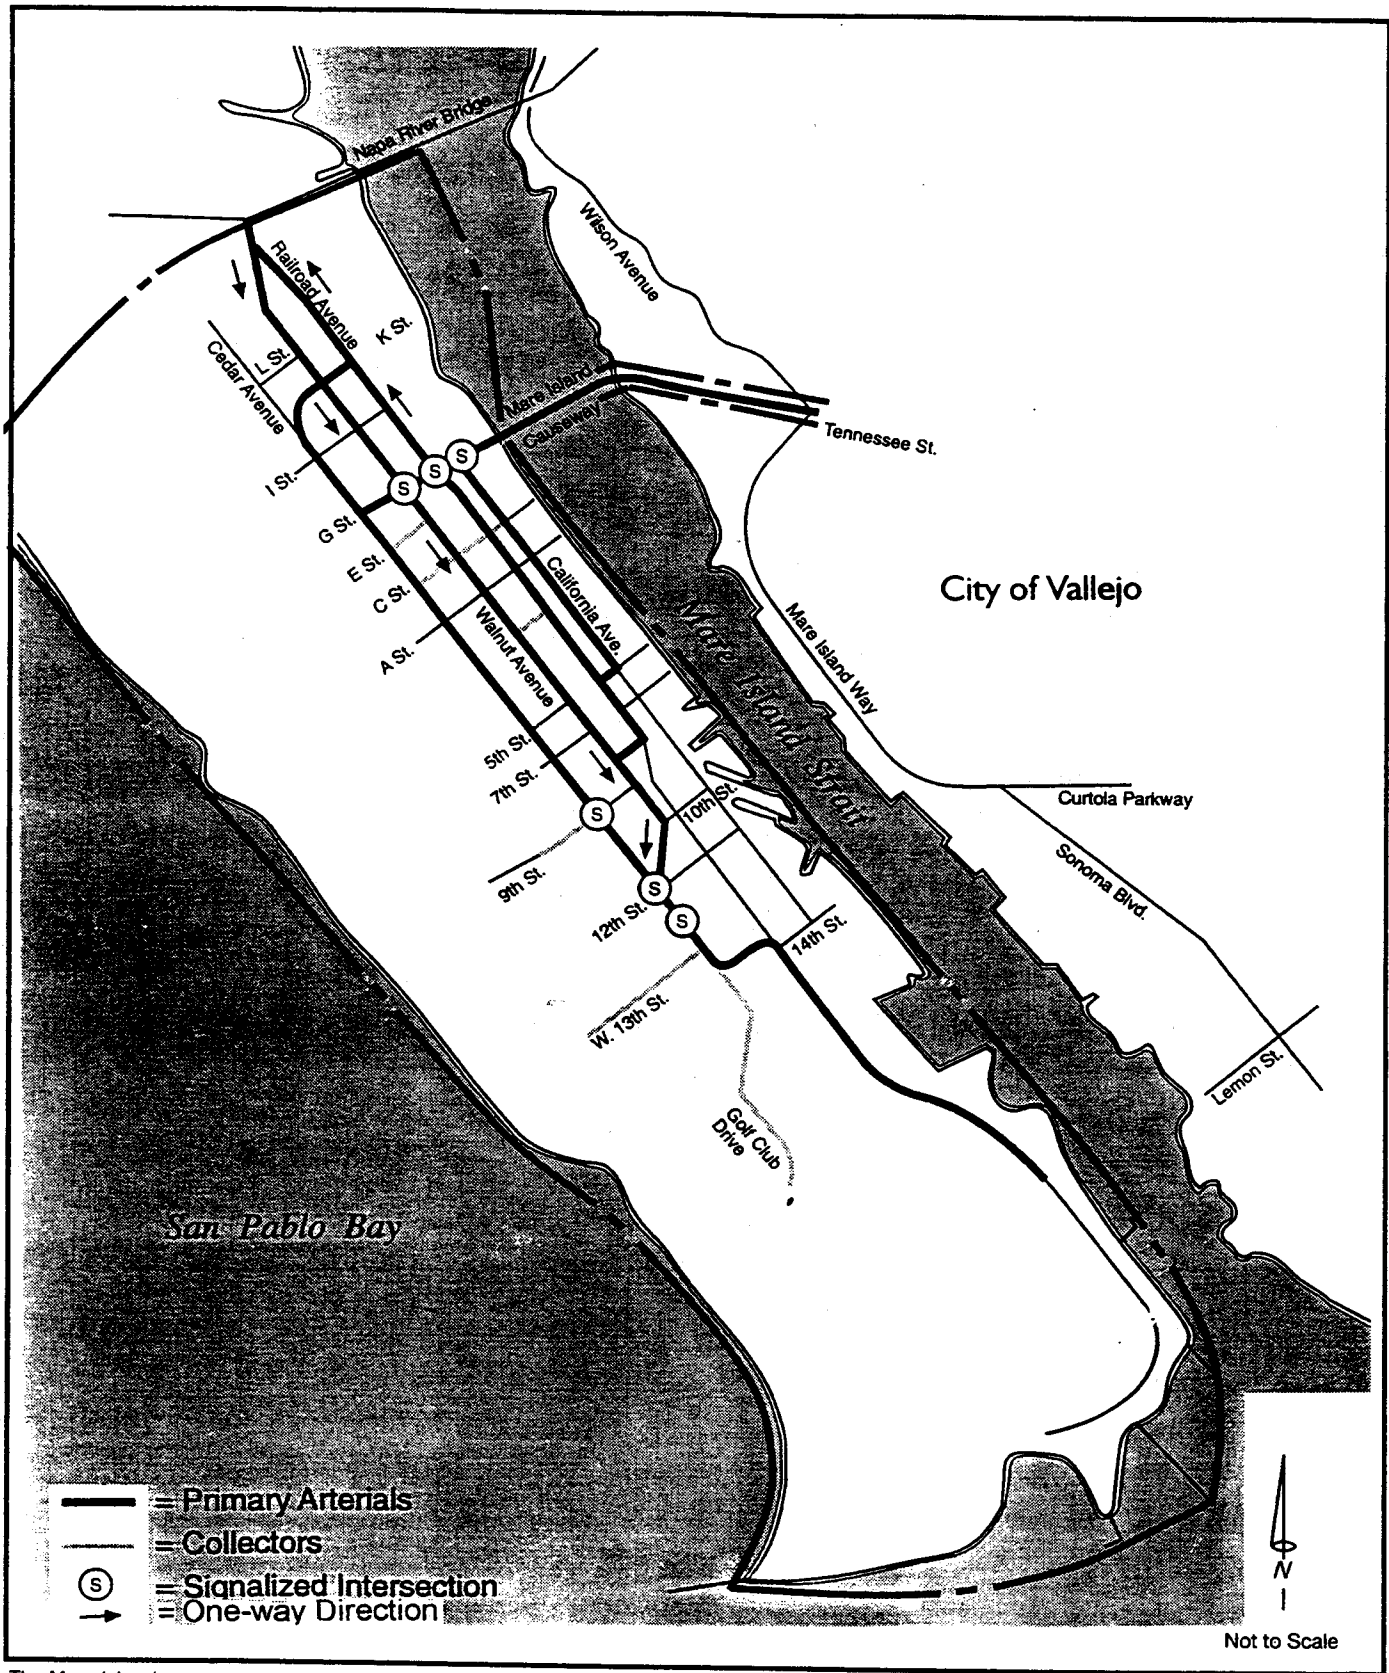 Napa River Bridge
Wilson Avenue
Railroad Avenue
K St.
L St.
Cedar Avenue
Mare Island
Causeway
Tennessee St.
I St.
S
S
S
G St.
E St.
C St.
A St.
California Ave.
Walnut Avenue
City of Vallejo
Mare Island Strait
Mare Island Way
5th St.
7th St.
10th St.
Curtola Parkway
S
9th St.
Sonoma Blvd.
S
12th St.
S
14th St.
W. 13th St.
Lemon St.
Golf Club
Drive
San Pablo Bay
= Primary Arterials
= Collectors
S = Signalized Intersection
= One-way Direction
N
Not to Scale